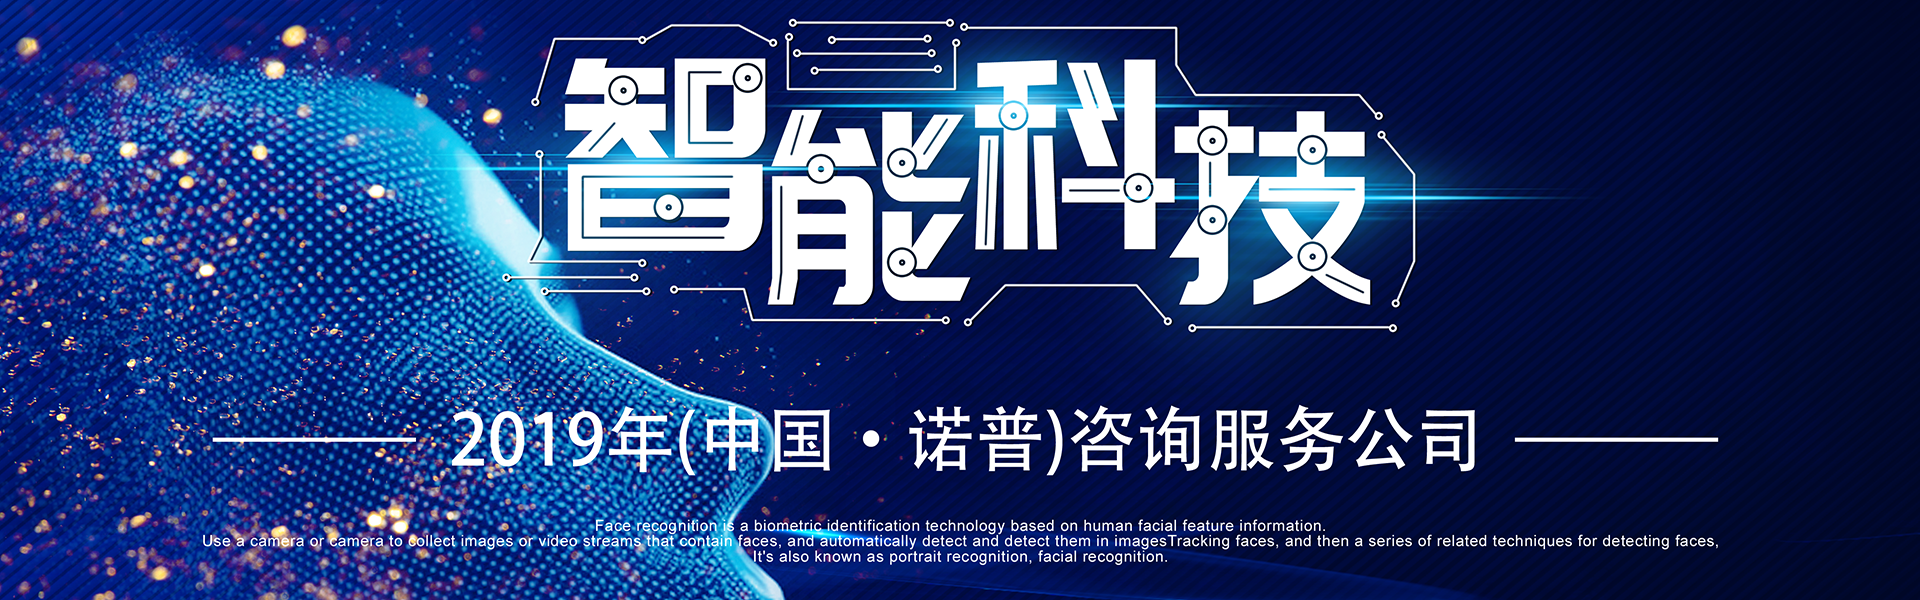 智能科技
2019年(中国·诺普)咨询服务公司
Face recognition is a biometric identification technology based on human facial feature information.
Use a camera or camera to collect images or video streams that contain faces, and automatically detect and detect them in imagesTracking faces, and then a series of related techniques for detecting faces,
It's also known as portrait recognition, facial recognition.